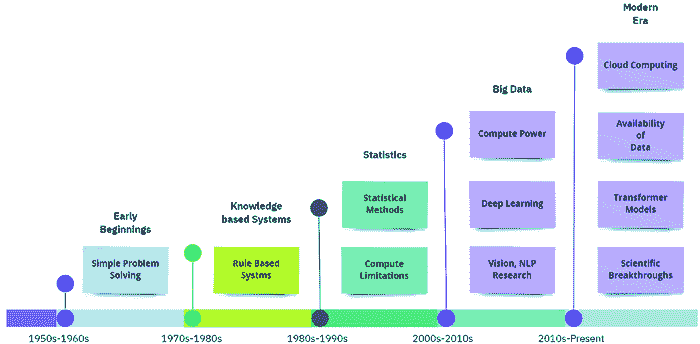 Modern
Era
Cloud Computing
Availability
of
Data
Transformer
Models
Scientific
Breakthroughs
Big Data
Compute Power
Deep Learning
Vision, NLP
Research
Statistics
Statistical
Methods
Compute
Limitations
Knowledge
based Systems
Rule Based
Systms
Early
Beginnings
Simple Problem
Solving
1950s-1960s
1970s-1980s
1980s-1990s
2000s-2010s
2010s-Present